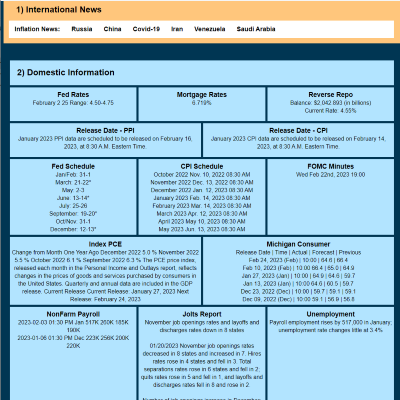 1) International News
Inflation News: Russia China Covid-19 Iran Venezuela Saudi Arabia
2) Domestic Information
Fed Rates
February 2 25 Range: 4.50-4.75
Mortgage Rates
6.719%
Reverse Repo
Balance: $2,042.893 (in billions)
Current Rate: 4.55%
Release Date - PPI
January 2023 PPI data are scheduled to be released on February 16,
2023, at 8:30 A.M. Eastern Time.
Release Date - CPI
January 2023 CPI data are scheduled to be released on February 14,
2023, at 8:30 A.M. Eastern Time.
Fed Schedule
Jan/Feb. 31-1
March: 21-22*
May: 2-3
June: 13-14*
July: 25-26
September: 19-20*
Oct/Nov. 31-1
December: 12-13*
CPI Schedule
October 2022 Nov. 10, 2022 08:30 AM
November 2022 Dec. 13, 2022 08:30 AM
December 2022 Jan. 12, 2023 08:30 AM
January 2023 Feb. 14, 2023 08:30 AM
February 2023 Mar. 14, 2023 08:30 AM
March 2023 Apr. 12, 2023 08:30 AM
April 2023 May 10, 2023 08:30 AM
May 2023 Jun. 13, 2023 08:30 AM
FOMC Minutes
Wed Feb.22nd, 2023 19:00
Index PCE
Change from Month One Year Ago December 2022 5.0 % November 2022
5.5 % October 2022 6.1 % September 2022 6.3 % The PCE price index,
released each month in the Personal Income and Outlays report, reflects
changes in the prices of goods and services purchased by consumers in
the United States. Quarterly and annual data are included in the GDP
release. Current Release Current Release: January 27, 2023 Next
Release: February 24, 2023
Michigan Consumer
Release Date | Time | Actual | Forecast | Previous
Feb 24, 2023 (Feb) | 10:00 | 64.6 | 66.4
Feb 10, 2023 (Feb) | 10:00 66.4 | 65.0 | 64.9
Jan 27, 2023 (Jan) | 10:00 | 64.9 | 64.6 | 59.7
Jan 13, 2023 (Jan) | 10:00 64.6 | 60.5 | 59.7
Dec 23, 2022 (Dec) | 10:00 | 59.7 | 59.1 | 59.1
Dec 09, 2022 (Dec) | 10:00 59.1 | 56.9 | 56.8
NonFarm Payroll
2023-02-03 01:30 PM Jan 517K 260K 185K
190K
2023-01-06 01:30 PM Dec 223K 256K 200K
220K
Jolts Report
November job openings rates and layoffs and
discharges rates down in 8 states
01/20/2023 November job openings rates
decreased in 8 states and increased in 7. Hires
rates rose in 4 states and fell in 3. Total
separations rates rose in 6 states and fell in 2;
quits rates rose in 5 and fell in 1; and layoffs and
discharges rates fell in 8 and rose in 2
Unemployment
Payroll employment rises by 517,000 in January;
unemployment rate changes little at 3.4%